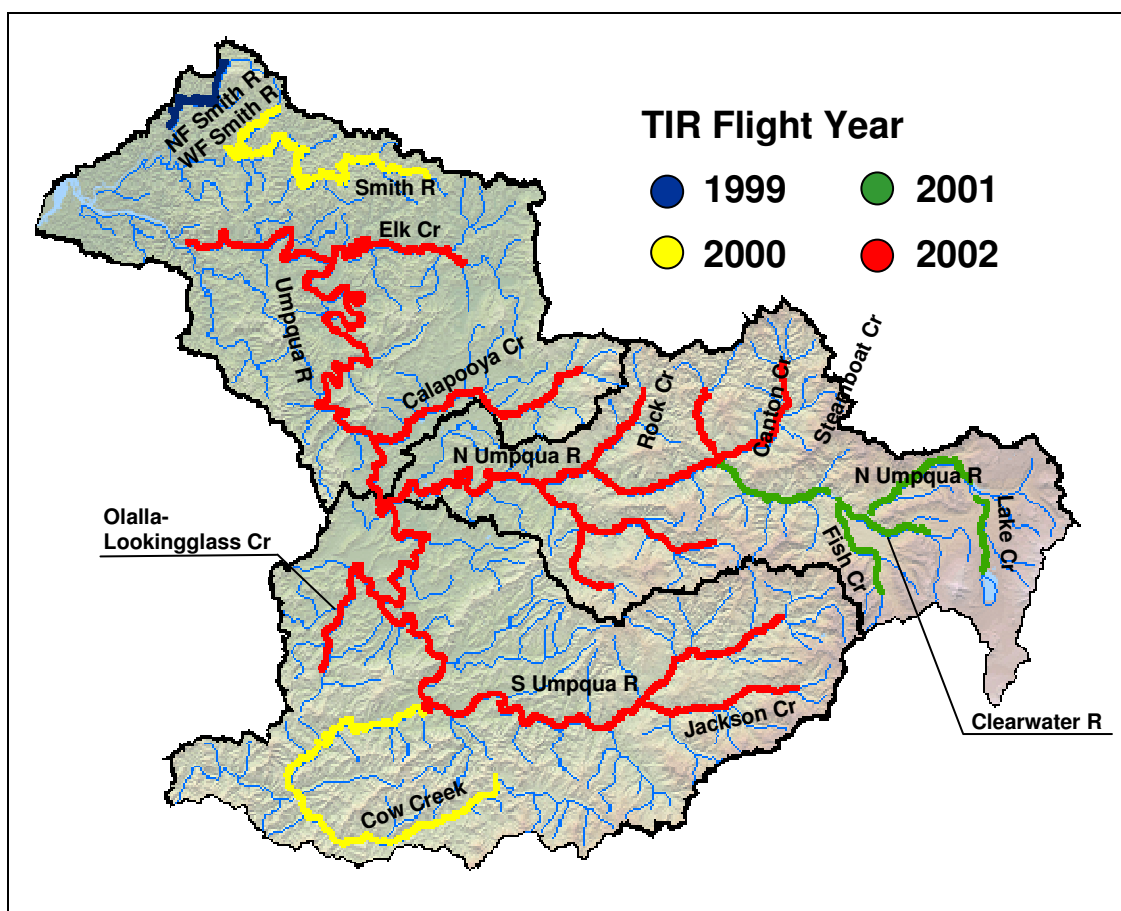 TIR Flight Year
1999
2001
2000
2002
NF Smith R
WF Smith R
Smith R
Elk Cr
Umpqua R
Calapooya Cr
Rock Cr
Canton Cr
Steamboat Cr
N Umpqua R
N Umpqua R
Lake Cr
Fish Cr
Olalla-
Lookingglass Cr
S Umpqua R
Jackson Cr
Clearwater R
Cow Creek